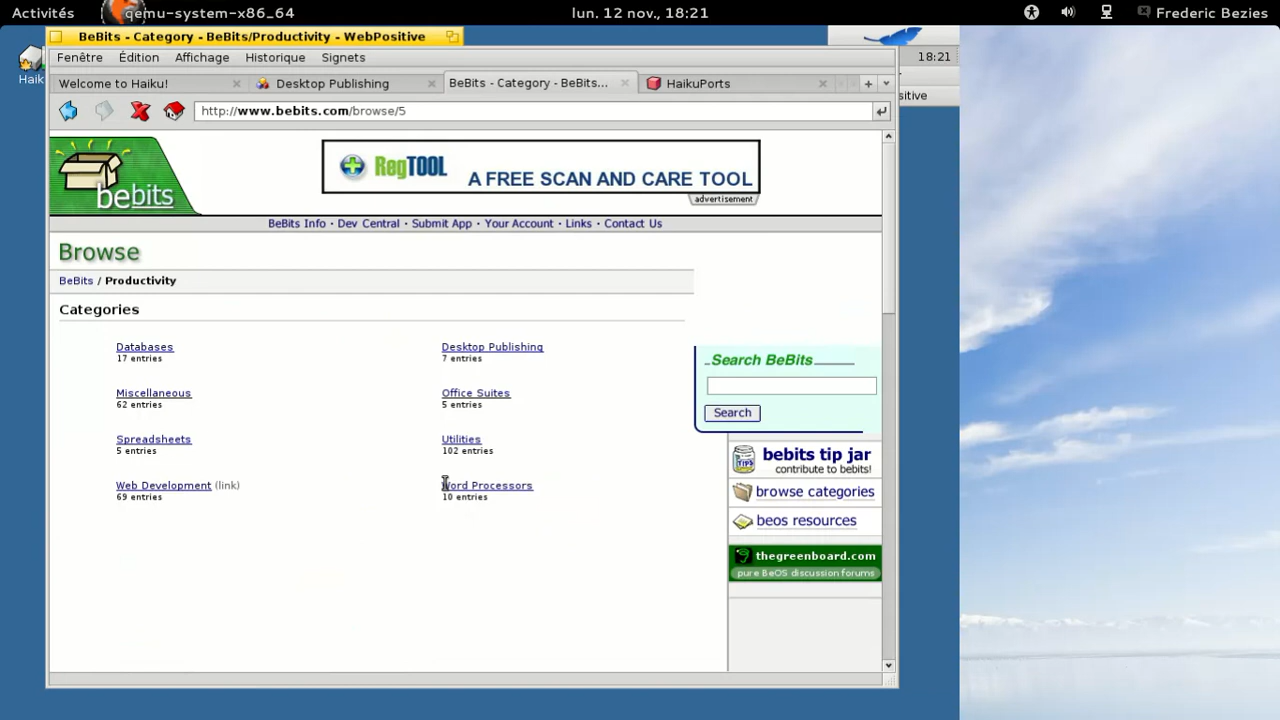 Activités qemu-system-x86_64 lun. 12 nov., 18:21 Frederic Bezies
BeBits - Category - BeBits/Productivity - WebPositive
Haik
18:21
Fenêtre Édition Affichage Historique Signets
Welcome to Haiku! Desktop Publishing BeBits - Category - BeBits... HaikuPorts
sitive
http://www.bebits.com/browse/5
bebits
RegTOOL A FREE SCAN AND CARE TOOL
advertisement
BeBits Info · Dev Central · Submit App · Your Account · Links · Contact Us
Browse
BeBits / Productivity
Categories
Databases
17 entries
Desktop Publishing
7 entries
Miscellaneous
62 entries
Office Suites
5 entries
Spreadsheets
5 entries
Utilities
102 entries
Web Development (link)
69 entries
Word Processors
10 entries
Search BeBits
Search
TIPS
bebits tip jar
contribute to bebits!
browse categories
beos resources
thegreenboard.com
pure BeOS discussion forums